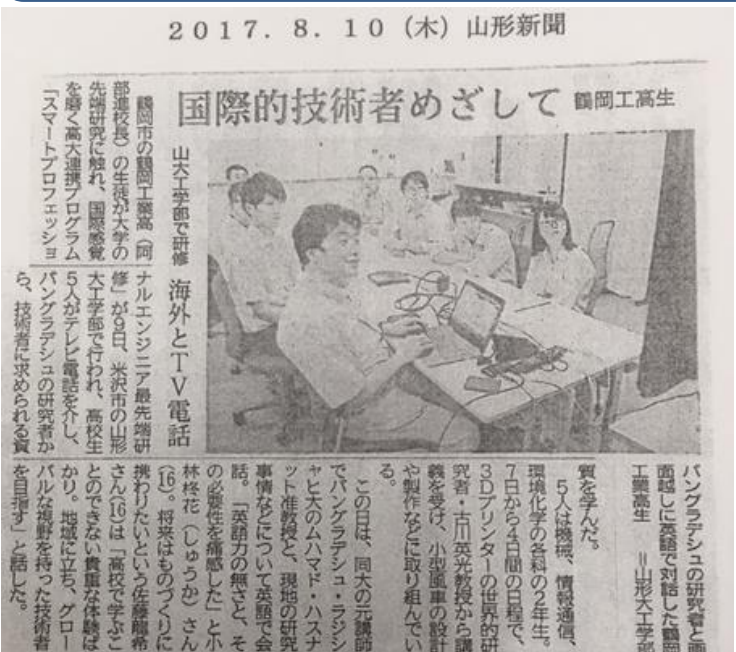 ２０１７．８．１０（木）山形新聞
国際的技術者めざして
鶴岡工高生
山大工学部で研修
海外とＴＶ電話
鶴岡市の鶴岡工業高（阿
部進校長）の生徒が大学の
先端研究に触れ、国際感覚
を磨く高大連携プログラム
「スマートプロフェッショ
ナルエンジニア最先端研
修」が９日、米沢市の山形
大工学部で行われ、高校生
５人がテレビ電話を介し、
バングラデシュの研究者か
ら、技術者に求められる資
バングラデシュの研究者と画
面越しに英語で対話した鶴岡
工業高生　＝山形大工学部
質を学んだ。
５人は機械、情報通信、
環境化学の各科の２年生。
７日から４日間の日程で、
３Ｄプリンターの世界的研
究者・古川英光教授から講
義を受け、小型風車の設計
や製作などに取り組んでい
る。
この日は、同大の元講師
でバングラデシュ・ラジシ
ャヒ大のムハマド・ハスナ
ット准教授と、現地の研究
事情などについて英語で会
話。「英語力の無さと、そ
の必要性を痛感した」と小
林柊花（しゅうか）さん
(16)。将来はものづくりに
携わりたいという佐藤龍希
さん(16)は「高校で学ぶこ
とのできない貴重な体験ば
かり。地域に立ち、グロー
バルな視野を持った技術者
を目指す」と話した。